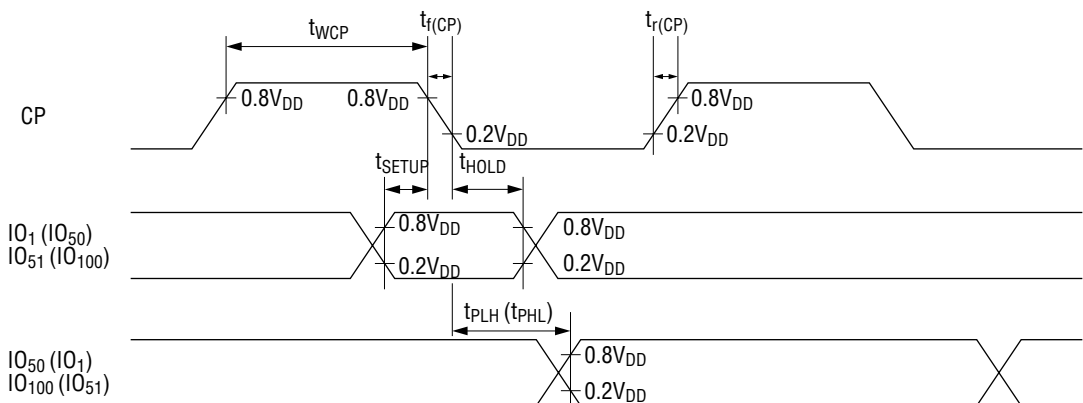 tWCP tf(CP) tr(CP)
CP
0.8VDD 0.8VDD 0.8VDD
0.2VDD 0.2VDD
tSETUP tHOLD
IO1 (IO50)
IO51 (IO100)
0.8VDD 0.8VDD
0.2VDD 0.2VDD
tPLH (tPHL)
IO50 (IO1)
IO100 (IO51)
0.8VDD
0.2VDD